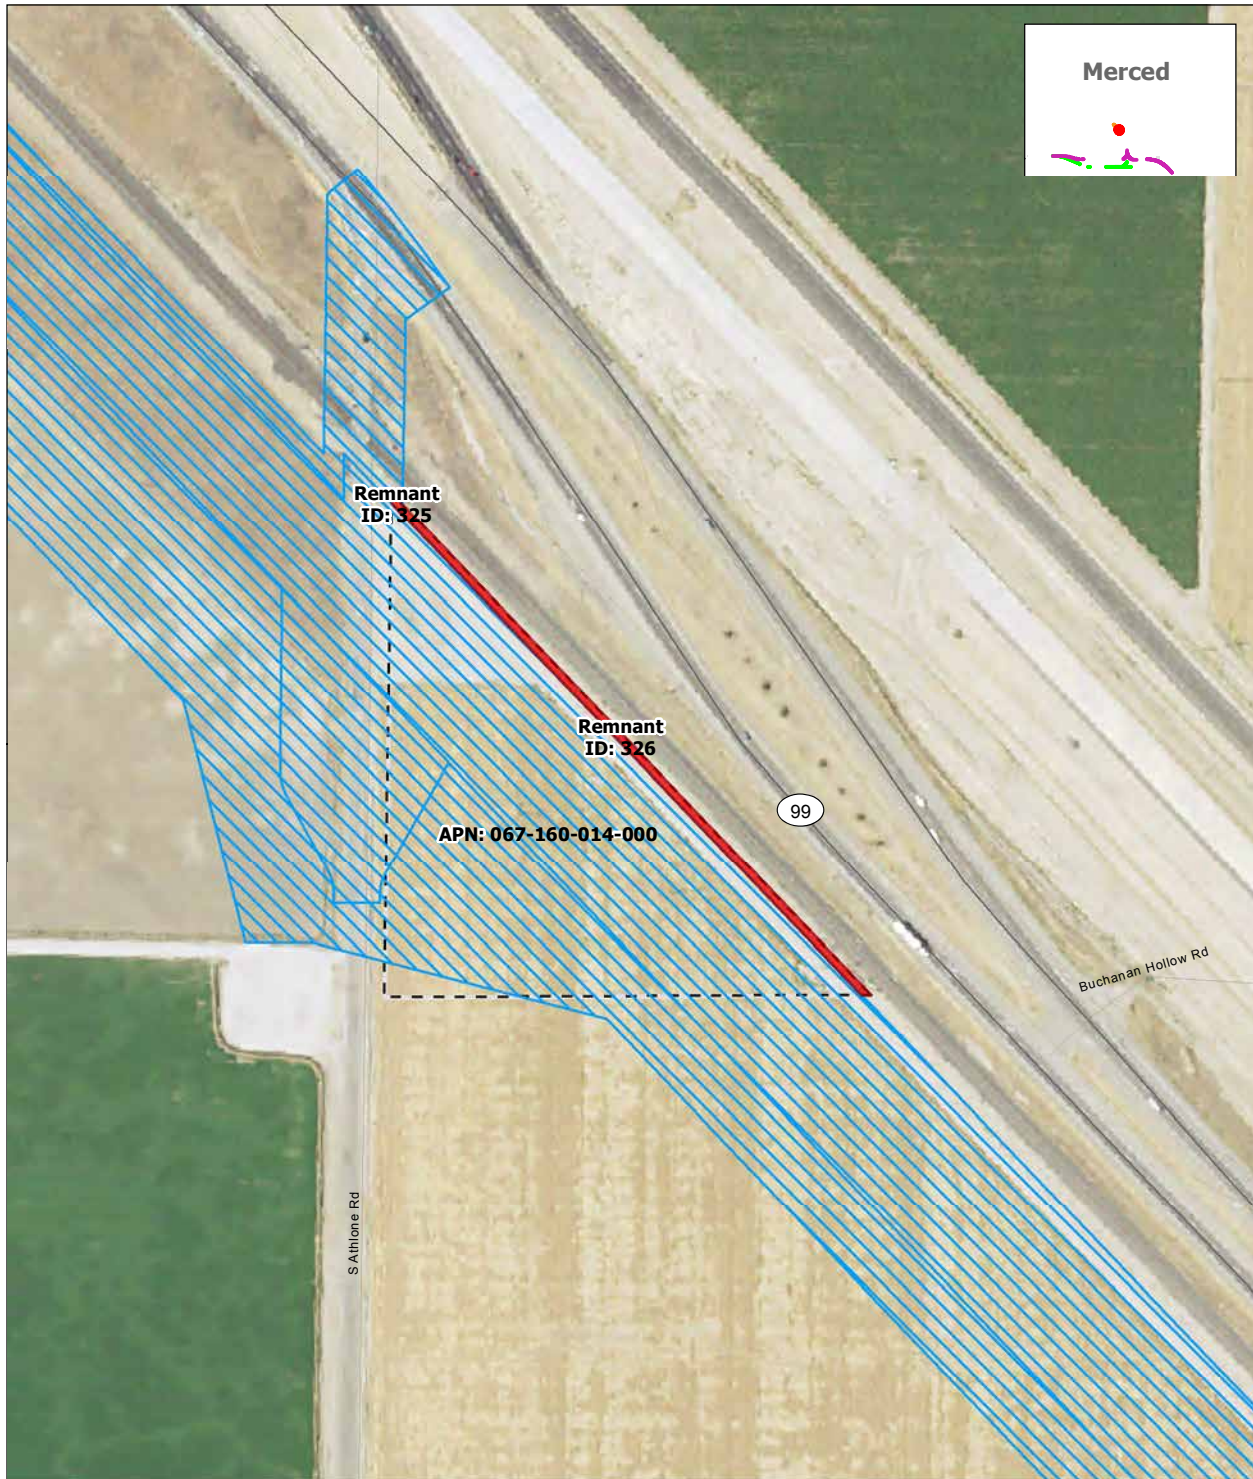 Merced
Remnant
ID: 325
Remnant
ID: 326
99
APN: 067-160-014-000
Buchanan Hollow Rd
S Athlone Rd